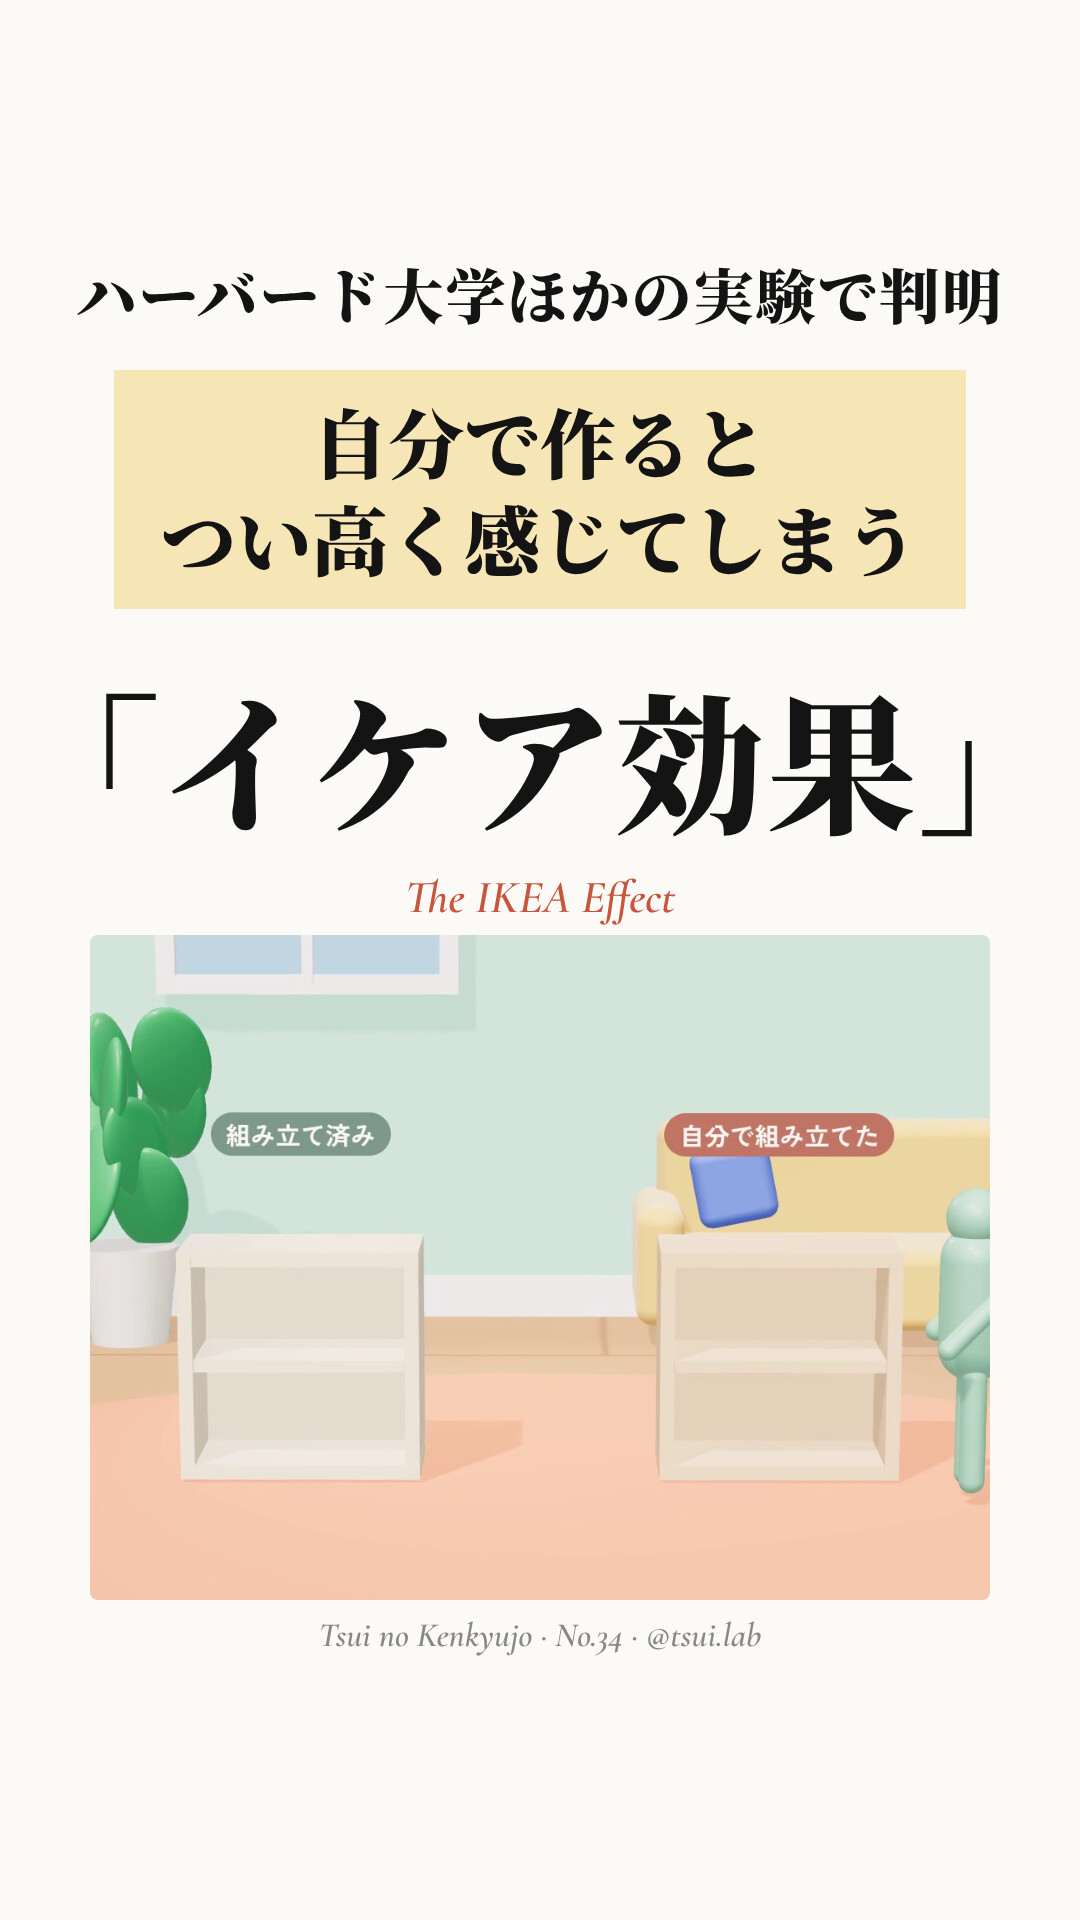 ハーバード大学ほかの実験で判明
自分で作ると
つい高く感じてしまう
「イケア効果」
The IKEA Effect
組み立て済み
自分で組み立てた
Tsui no Kenkyujo · No.34 · @tsui.lab